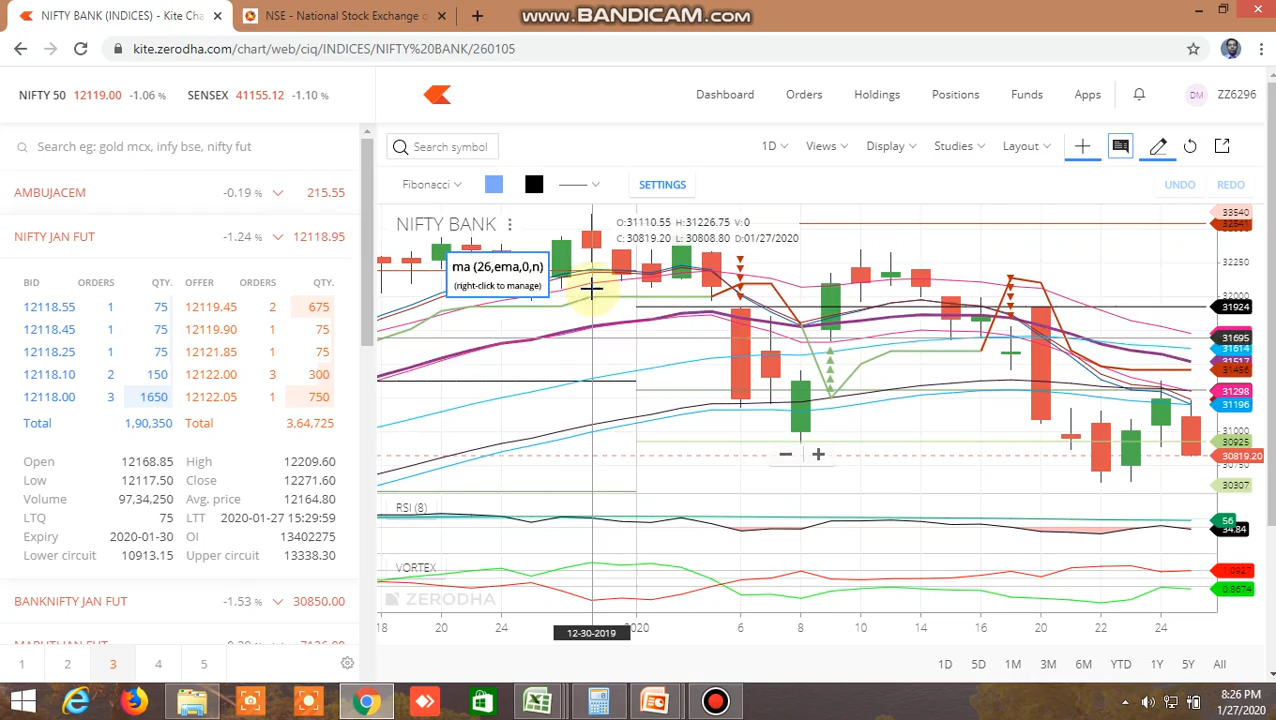 NIFTY BANK (INDICES) - Kite Cha
NSE - National Stock Exchange o
www.BANDICAM.com
kite.zerodha.com/chart/web/ciq/INDICES/NIFTY%20BANK/260105
NIFTY 50 12119.00 -1.06 % SENSEX 41155.12 -1.10 %
Dashboard Orders Holdings Positions Funds Apps DM ZZ6296
Search eg: gold mcx, infy bse, nifty fut
Search symbol 1D Views Display Studies Layout
AMBUJACEM -0.19 % 215.55
Fibonacci SETTINGS UNDO REDO
NIFTY JAN FUT -1.24 % 12118.95
BID ORDERS QTY. OFFER ORDERS QTY.
12118.55 1 75 12119.45 2 675
12118.45 1 75 12119.90 1 75
12118.25 1 75 12121.85 1 75
12118.10 2 150 12122.00 3 300
12118.00 3 1650 12122.05 1 750
Total 1,90,350 Total 3,64,725
Open 12168.85 High 12209.60
Low 12117.50 Close 12271.60
Volume 97,34,250 Avg. price 12164.80
LTQ 75 LTT 2020-01-27 15:29:59
Expiry 2020-01-30 OI 13402275
Lower circuit 10913.15 Upper circuit 13338.30
BANKNIFTY JAN FUT -1.53 % 30850.00
1 2 3 4 5
NIFTY BANK
O:31110.55 H:31226.75 V:0
C:30819.20 L:30808.80 D:01/27/2020
ma (26,ema,0,n)
(right-click to manage)
33540
32250
32000
31924
31695
31614
31517
31456
31298
31196
31000
30925
30819.20
30750
30307
RSI (8)
56
34.84
VORTEX
1.0927
0.8674
ZERODHA
18 20 24 12-30-2019 2020 6 8 10 14 16 20 22 24
1D 5D 1M 3M 6M YTD 1Y 5Y All
8:26 PM
1/27/2020